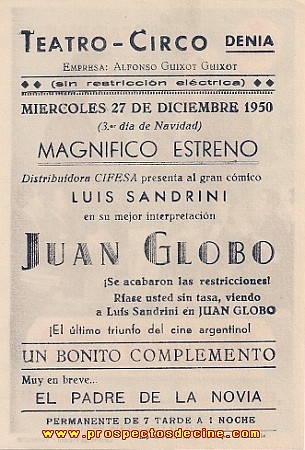 TEATRO-CIRCO DENIA
EMPRESA: ALFONSO GUIXOT GUIXOT
(sin restricción eléctrica)
MIERCOLES 27 DE DICIEMBRE 1950
(3.er día de Navidad)
MAGNIFICO ESTRENO
Distribuidora CIFESA presenta al gran cómico
LUIS SANDRINI
en su mejor interpretación
JUAN GLOBO
¡Se acabaron las restricciones!
Ríase usted sin tasa, viendo
a Luis Sandrini en JUAN GLOBO
¡El último triunfo del cine argentino!
UN BONITO COMPLEMENTO
Muy en breve...
EL PADRE DE LA NOVIA
PERMANENTE DE 7 TARDE A 1 NOCHE
www.prospectosdecine.com